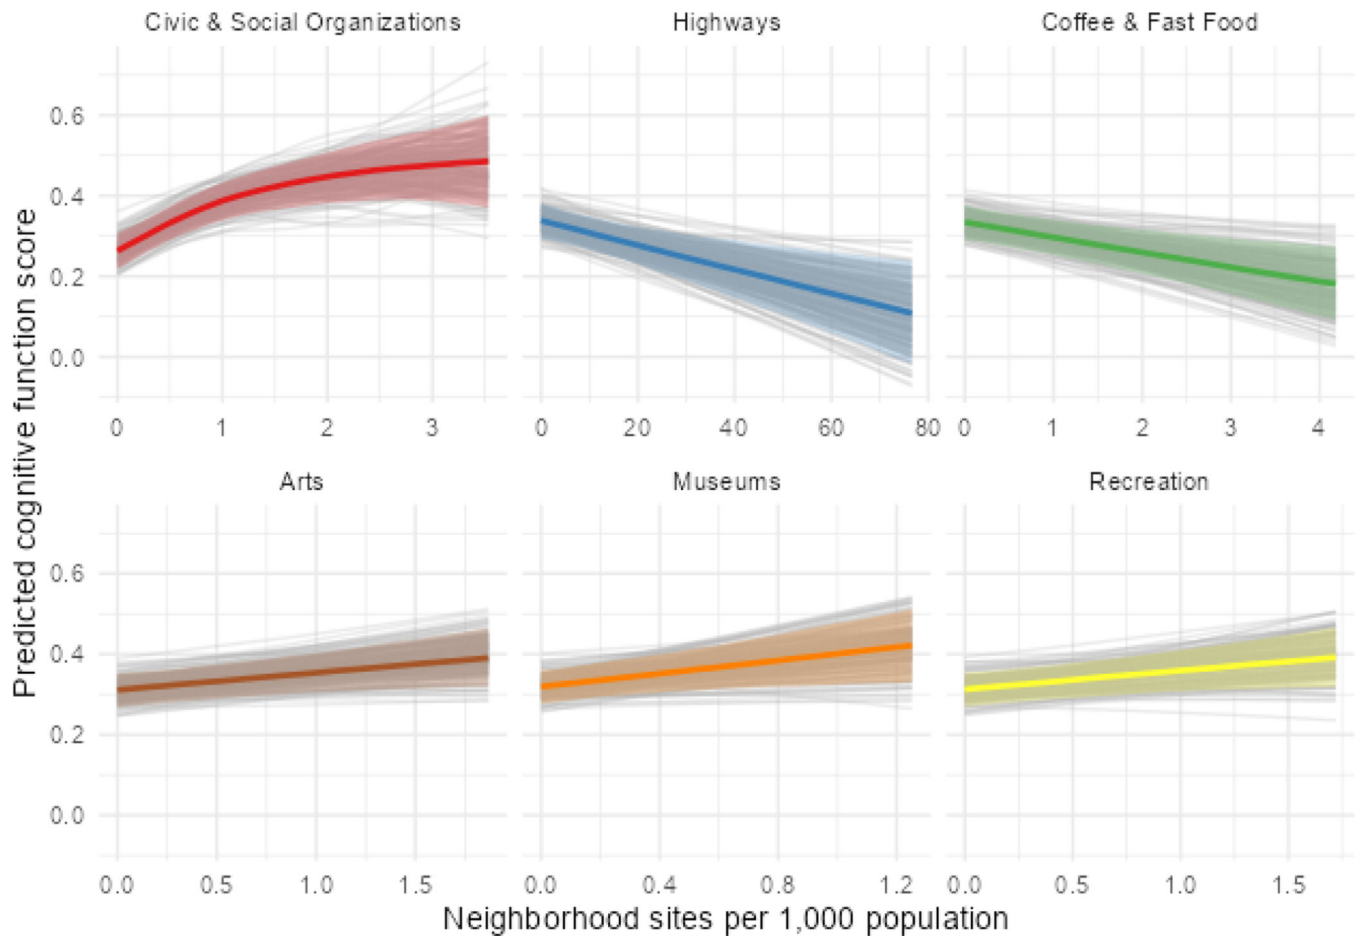 Civic & Social Organizations
Highways
Coffee & Fast Food
0.6
0.4
0.2
0.0
0 1 2 3
0 20 40 60 80
0 1 2 3 4
Predicted cognitive function score
Arts
Museums
Recreation
0.6
0.4
0.2
0.0
0.0 0.5 1.0 1.5
0.0 0.4 0.8 1.2
0.0 0.5 1.0 1.5
Neighborhood sites per 1,000 population